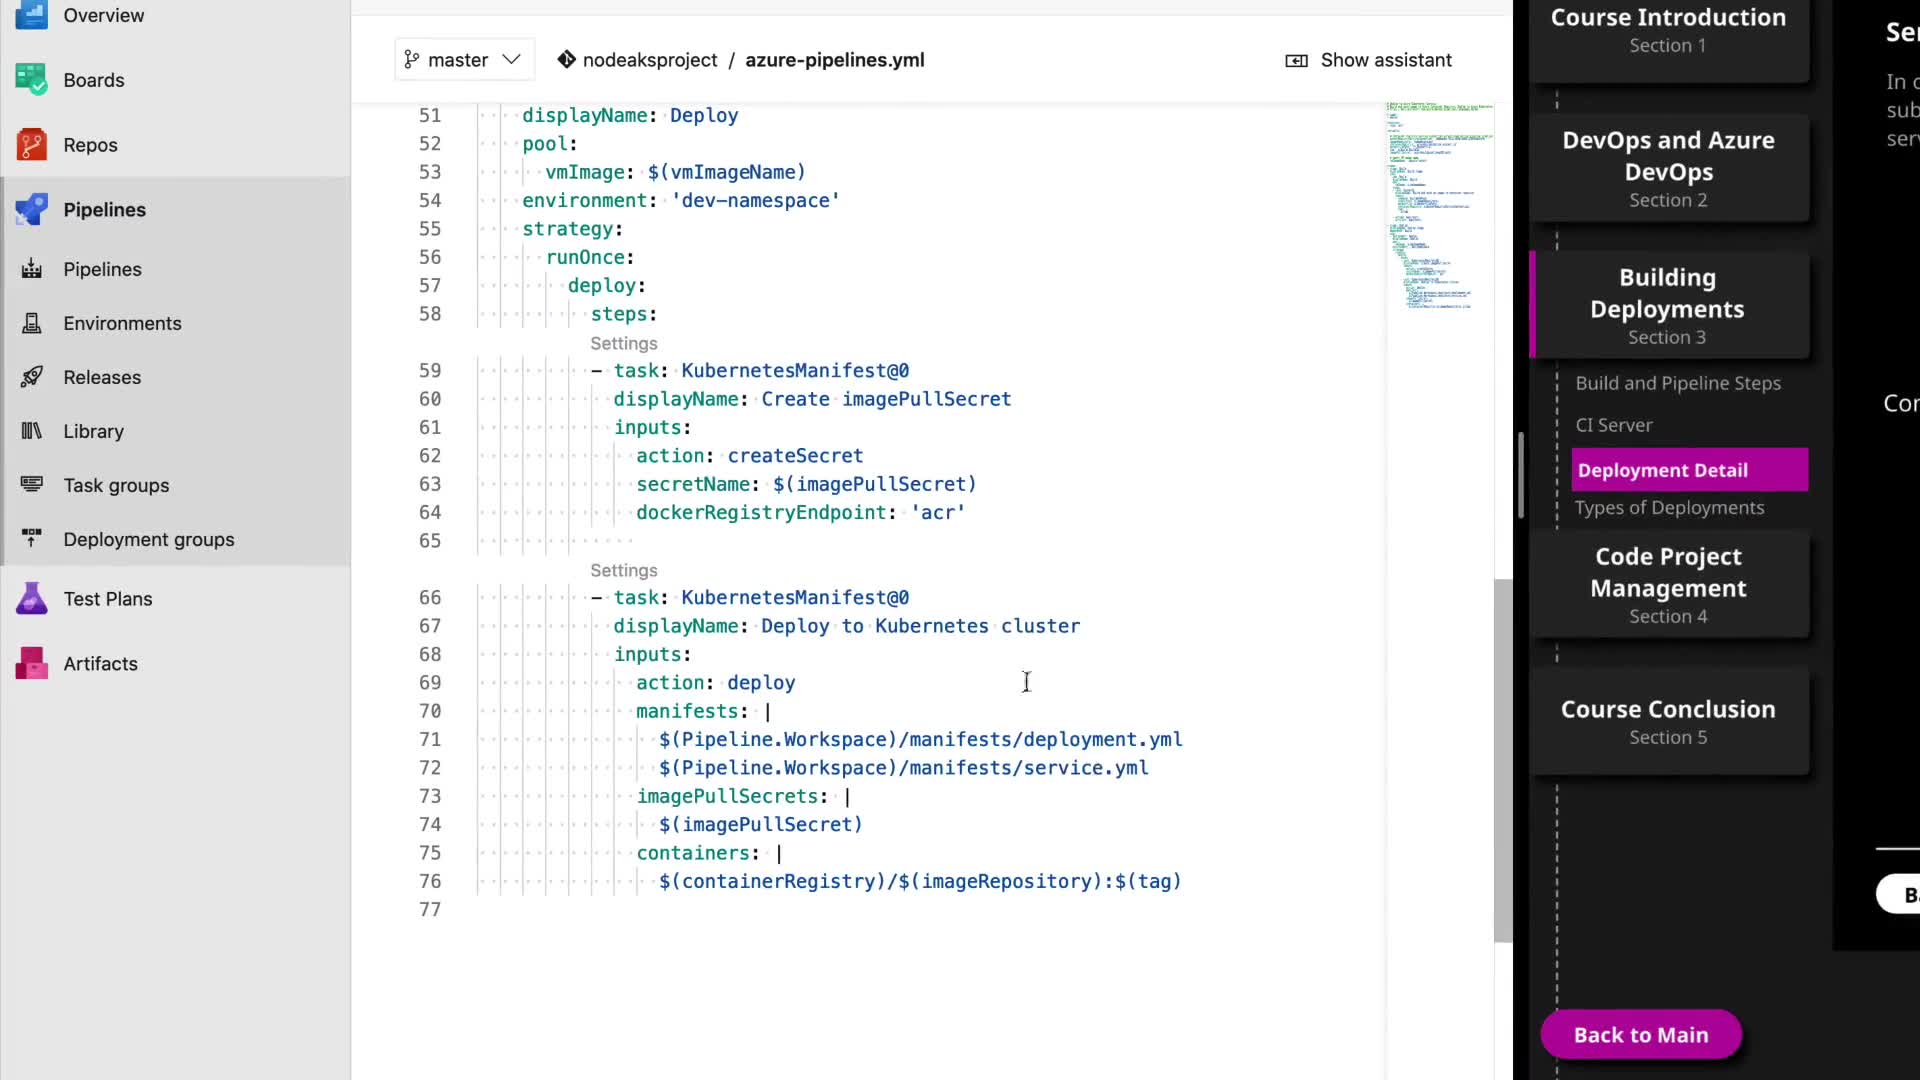 Overview
Boards
Repos
Pipelines
Pipelines
Environments
Releases
Library
Task groups
Deployment groups
Test Plans
Artifacts
master
nodeaksproject / azure-pipelines.yml
Show assistant
51 displayName: Deploy
52 pool:
53 vmImage: $(vmImageName)
54 environment: 'dev-namespace'
55 strategy:
56 runOnce:
57 deploy:
58 steps:
Settings
59 - task: KubernetesManifest@0
60 displayName: Create imagePullSecret
61 inputs:
62 action: createSecret
63 secretName: $(imagePullSecret)
64 dockerRegistryEndpoint: 'acr'
65
Settings
66 - task: KubernetesManifest@0
67 displayName: Deploy to Kubernetes cluster
68 inputs:
69 action: deploy
70 manifests: |
71 $(Pipeline.Workspace)/manifests/deployment.yml
72 $(Pipeline.Workspace)/manifests/service.yml
73 imagePullSecrets: |
74 $(imagePullSecret)
75 containers: |
76 $(containerRegistry)/$(imageRepository):$(tag)
77
Course Introduction
Section 1
DevOps and Azure
DevOps
Section 2
Building
Deployments
Section 3
Build and Pipeline Steps
CI Server
Deployment Detail
Types of Deployments
Code Project
Management
Section 4
Course Conclusion
Section 5
Back to Main